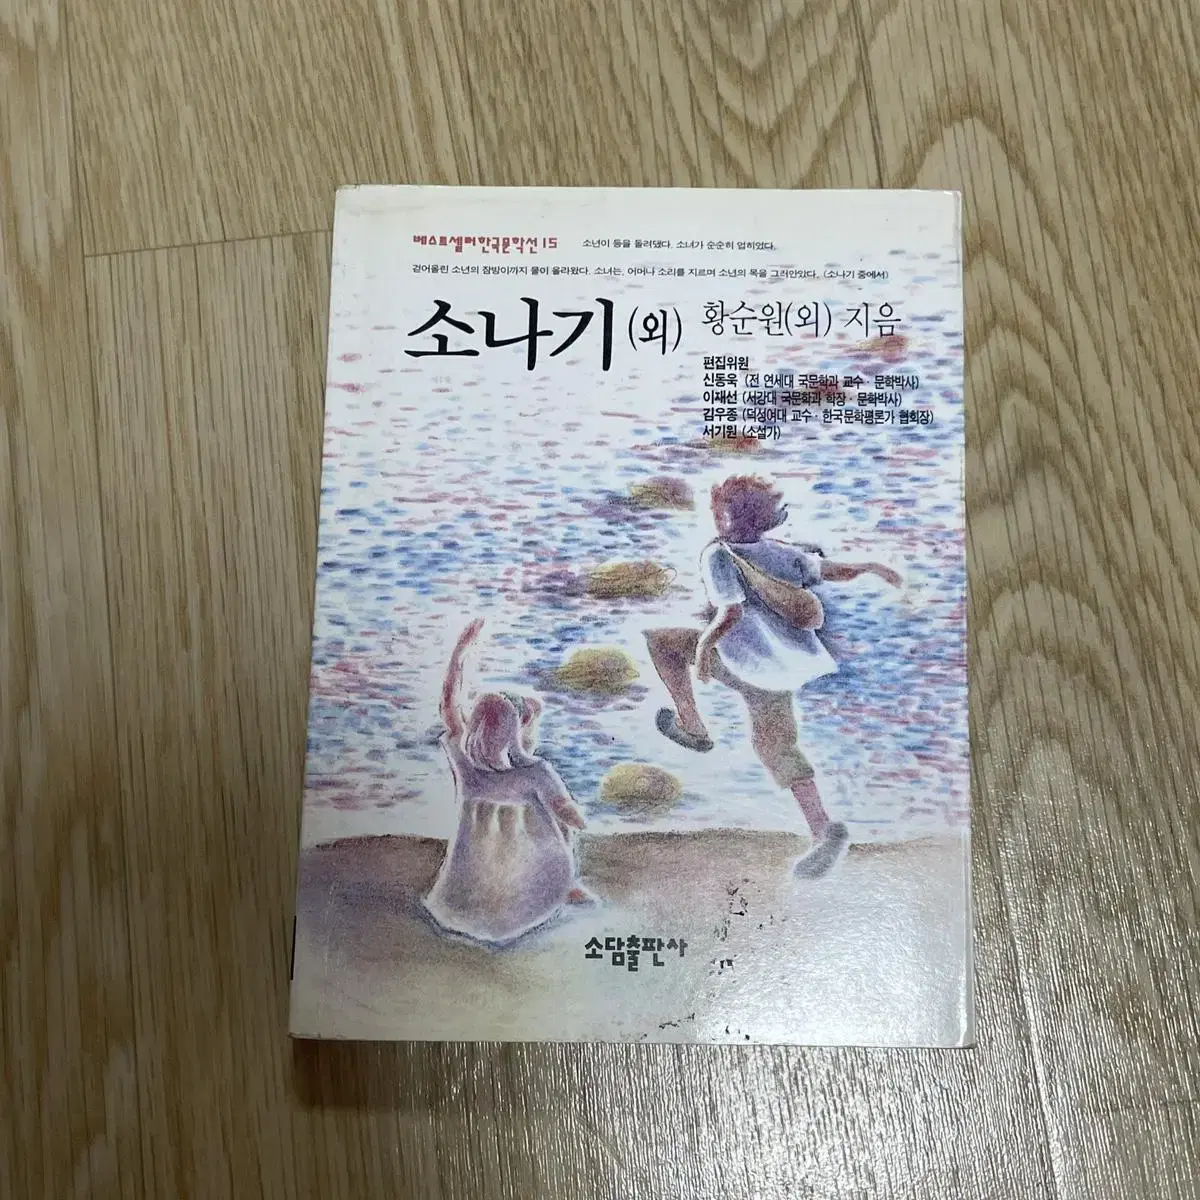 베스트셀러한국문학선 15 소년이 등을 돌려댔다. 소녀가 순순히 업히었다.
걷어올린 소년의 잠방이까지 물이 올라왔다. 소녀는, 어머나 소리를 지르며 소년의 목을 그러안았다. (소나기 중에서)
소나기 (외) 황순원(외) 지음
편집위원
신동욱 (전 연세대 국문학과 교수 · 문학박사)
이재선 (서강대 국문학과 학장 · 문학박사)
김우종 (덕성여대 교수 · 한국문학평론가 협회장)
서기원 (소설가)
소담출판사